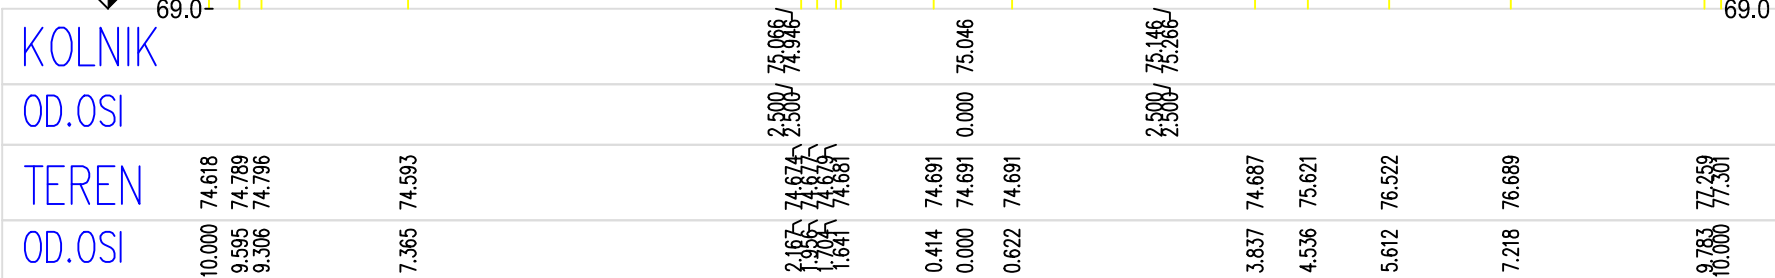 69.0 69.0
KOLNIK 75.066 74.946 75.046 75.146 75.266
OD.OSI 2.500 2.500 0.000 2.500 2.500
TEREN 74.618 74.789 74.796 74.593 74.674 74.677 74.679 74.681 74.691 74.691 74.691 74.687 75.621 76.522 76.689 77.259 77.301
OD.OSI 10.000 9.595 9.306 7.365 2.167 1.956 1.704 1.641 0.414 0.000 0.622 3.837 4.536 5.612 7.218 9.783 10.000